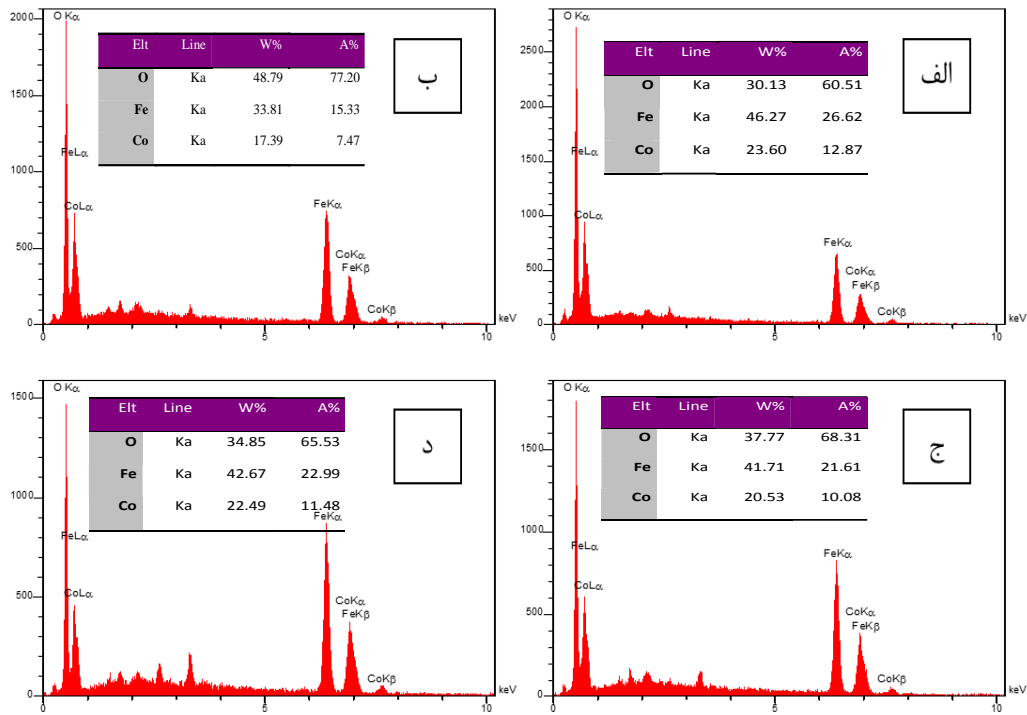 الف
2500
2000
1500
1000
500
0
O Kα
FeLα
CoLα
FeKα
CoKα
FeKβ
CoKβ
0
5
10
keV
Elt Line W% A%
O Ka 30.13 60.51
Fe Ka 46.27 26.62
Co Ka 23.60 12.87
ب
2000
1500
1000
500
0
O Kα
FeLα
CoLα
FeKα
CoKα
FeKβ
CoKβ
0
5
10
keV
Elt Line W% A%
O Ka 48.79 77.20
Fe Ka 33.81 15.33
Co Ka 17.39 7.47
ج
1500
1000
500
0
O Kα
FeLα
CoLα
FeKα
CoKα
FeKβ
CoKβ
0
5
10
keV
Elt Line W% A%
O Ka 37.77 68.31
Fe Ka 41.71 21.61
Co Ka 20.53 10.08
د
1500
1000
500
0
O Kα
FeLα
CoLα
FeKα
CoKα
FeKβ
CoKβ
0
5
10
keV
Elt Line W% A%
O Ka 34.85 65.53
Fe Ka 42.67 22.99
Co Ka 22.49 11.48